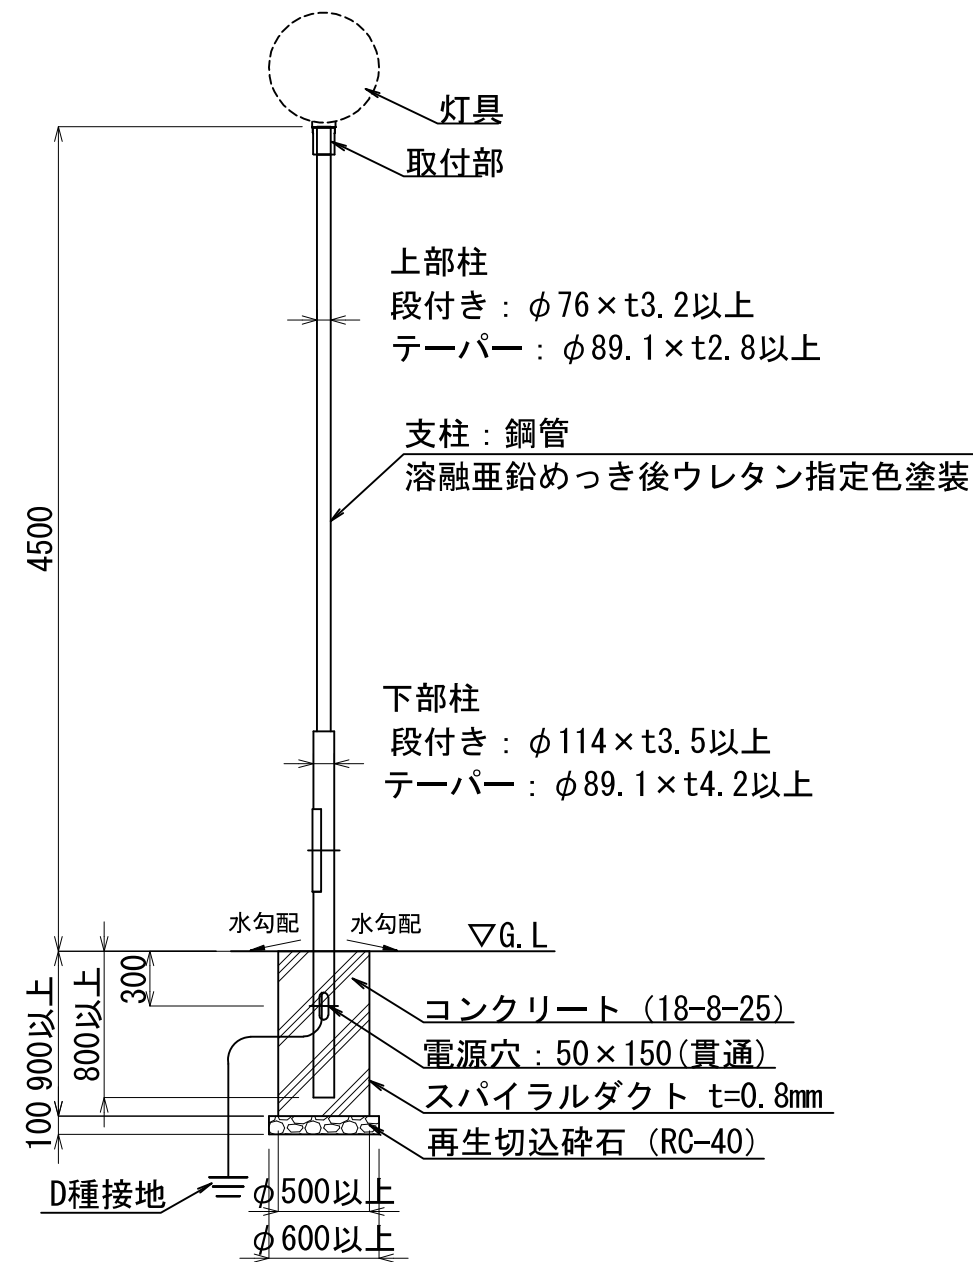 灯具
取付部
上部柱
段付き：φ76×t3.2以上
テーパー：φ89.1×t2.8以上
支柱：鋼管
溶融亜鉛めっき後ウレタン指定色塗装
4500
下部柱
段付き：φ114×t3.5以上
テーパー：φ89.1×t4.2以上
水勾配
水勾配
▽G.L
300
800以上
900以上
100
コンクリート (18-8-25)
電源穴：50×150(貫通)
スパイラルダクト t=0.8mm
再生切込砕石 (RC-40)
D種接地
φ500以上
φ600以上